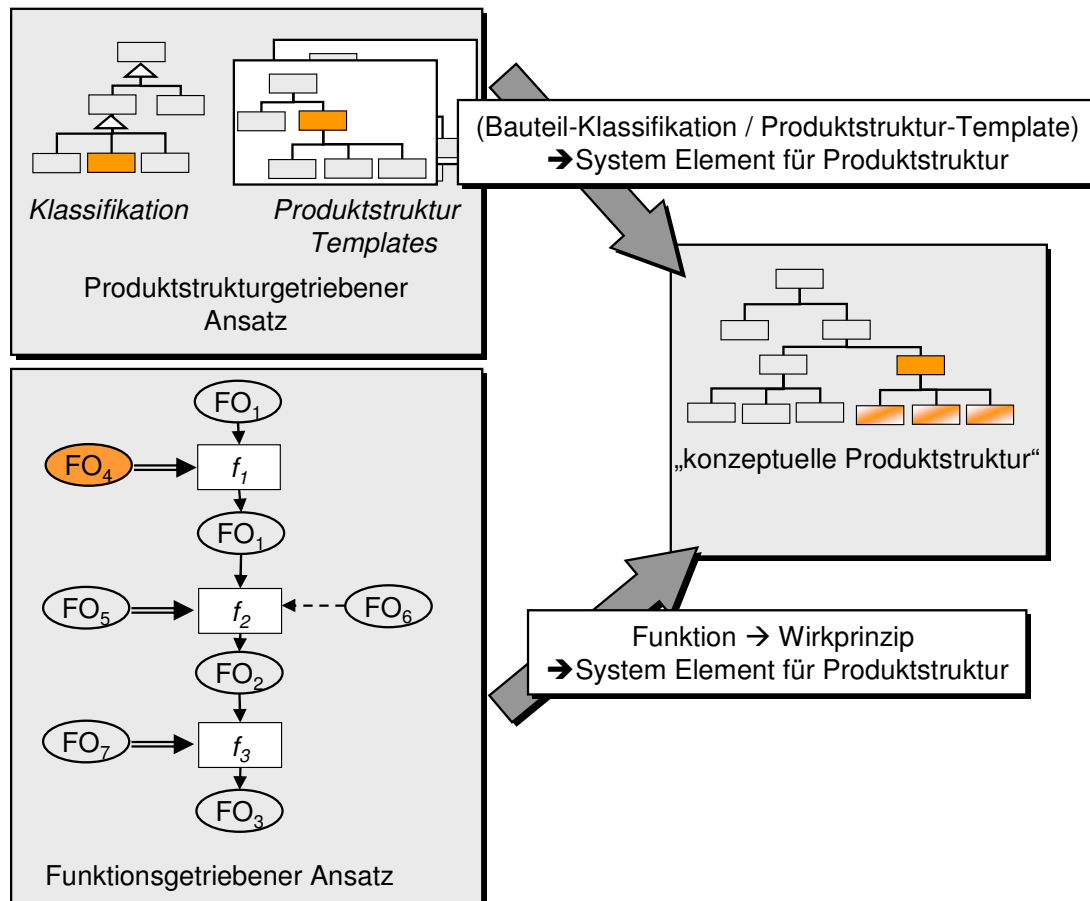 Klassifikation
Produktstruktur
Templates
Produktstrukturgetriebener
Ansatz
(Bauteil-Klassifikation / Produktstruktur-Template)
➔System Element für Produktstruktur
„konzeptuelle Produktstruktur“
FO₁
FO₄
f₁
FO₁
FO₅
f₂
FO₆
FO₂
FO₇
f₃
FO₃
Funktionsgetriebener Ansatz
Funktion → Wirkprinzip
➔System Element für Produktstruktur